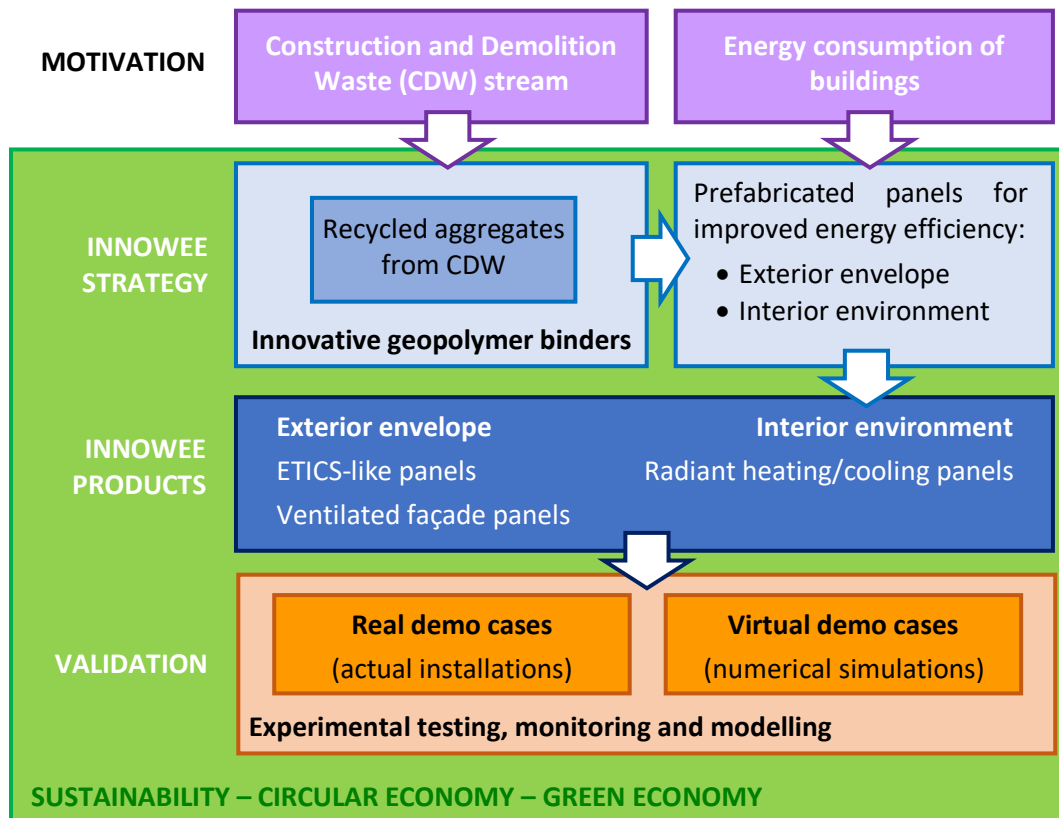 MOTIVATION
Construction and Demolition
Waste (CDW) stream
Energy consumption of
buildings
INNOWEE
STRATEGY
Recycled aggregates
from CDW
Innovative geopolymer binders
Prefabricated panels for
improved energy efficiency:
• Exterior envelope
• Interior environment
INNOWEE
PRODUCTS
Exterior envelope
ETICS-like panels
Ventilated façade panels
Interior environment
Radiant heating/cooling panels
VALIDATION
Real demo cases
(actual installations)
Virtual demo cases
(numerical simulations)
Experimental testing, monitoring and modelling
SUSTAINABILITY – CIRCULAR ECONOMY – GREEN ECONOMY